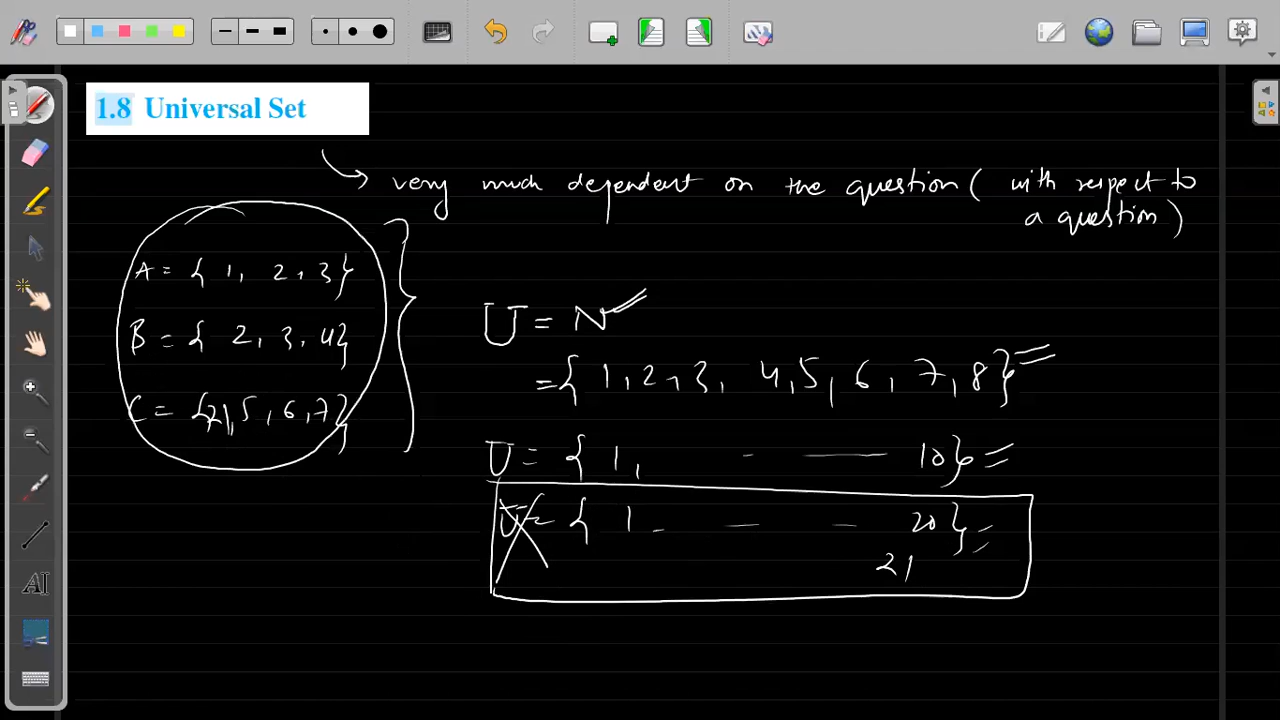 1.8 Universal Set
very much dependent on the question ( with respect to
a question )
A = { 1, 2, 3}
B = { 2, 3, 4}
C = {21, 5, 6, 7}
U = N
= { 1, 2, 3, 4, 5, 6, 7, 8}
U = { 1, - — 10}
U = { 1 - - - 20}
21